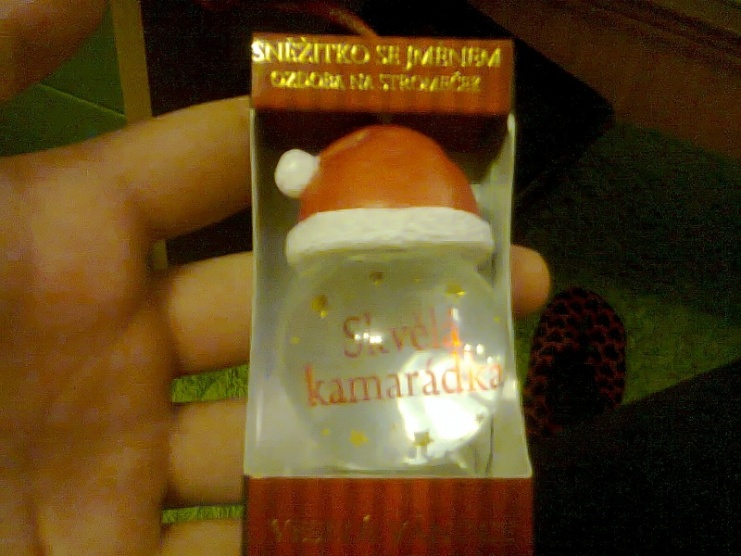 SNĚŽÍTKO SE JMÉNEM
OZDOBA NA STROMEČEK
Skvělá
kamarádka